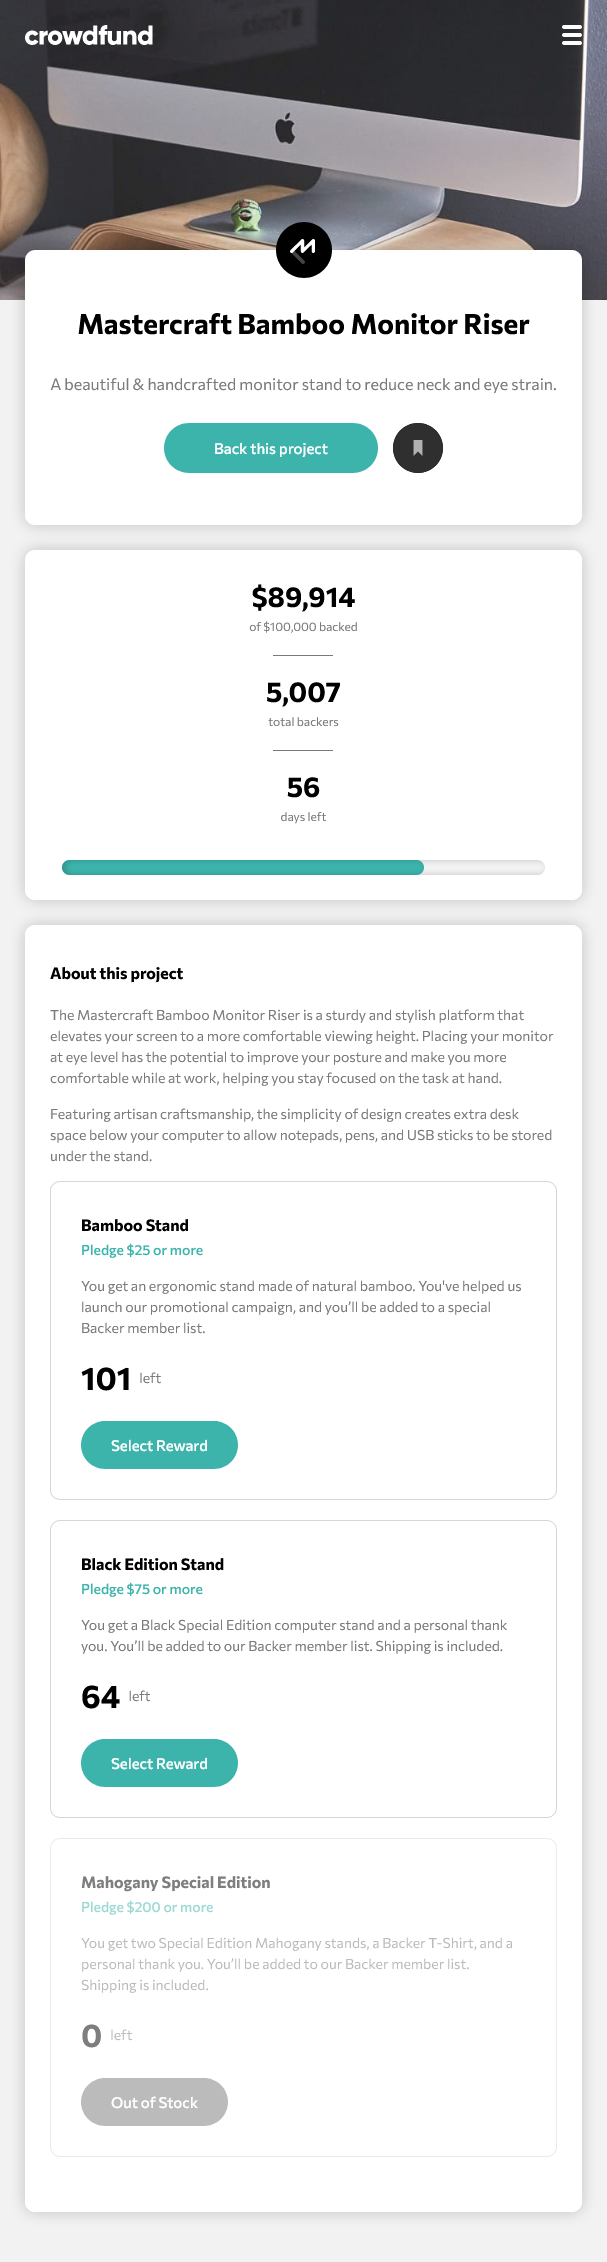 crowdfund
Mastercraft Bamboo Monitor Riser
A beautiful & handcrafted monitor stand to reduce neck and eye strain.
Back this project
$89,914
of $100,000 backed
5,007
total backers
56
days left
About this project
The Mastercraft Bamboo Monitor Riser is a sturdy and stylish platform that
elevates your screen to a more comfortable viewing height. Placing your monitor
at eye level has the potential to improve your posture and make you more
comfortable while at work, helping you stay focused on the task at hand.
Featuring artisan craftsmanship, the simplicity of design creates extra desk
space below your computer to allow notepads, pens, and USB sticks to be stored
under the stand.
Bamboo Stand
Pledge $25 or more
You get an ergonomic stand made of natural bamboo. You've helped us
launch our promotional campaign, and you’ll be added to a special
Backer member list.
101 left
Select Reward
Black Edition Stand
Pledge $75 or more
You get a Black Special Edition computer stand and a personal thank
you. You’ll be added to our Backer member list. Shipping is included.
64 left
Select Reward
Mahogany Special Edition
Pledge $200 or more
You get two Special Edition Mahogany stands, a Backer T-Shirt, and a
personal thank you. You’ll be added to our Backer member list.
Shipping is included.
0 left
Out of Stock